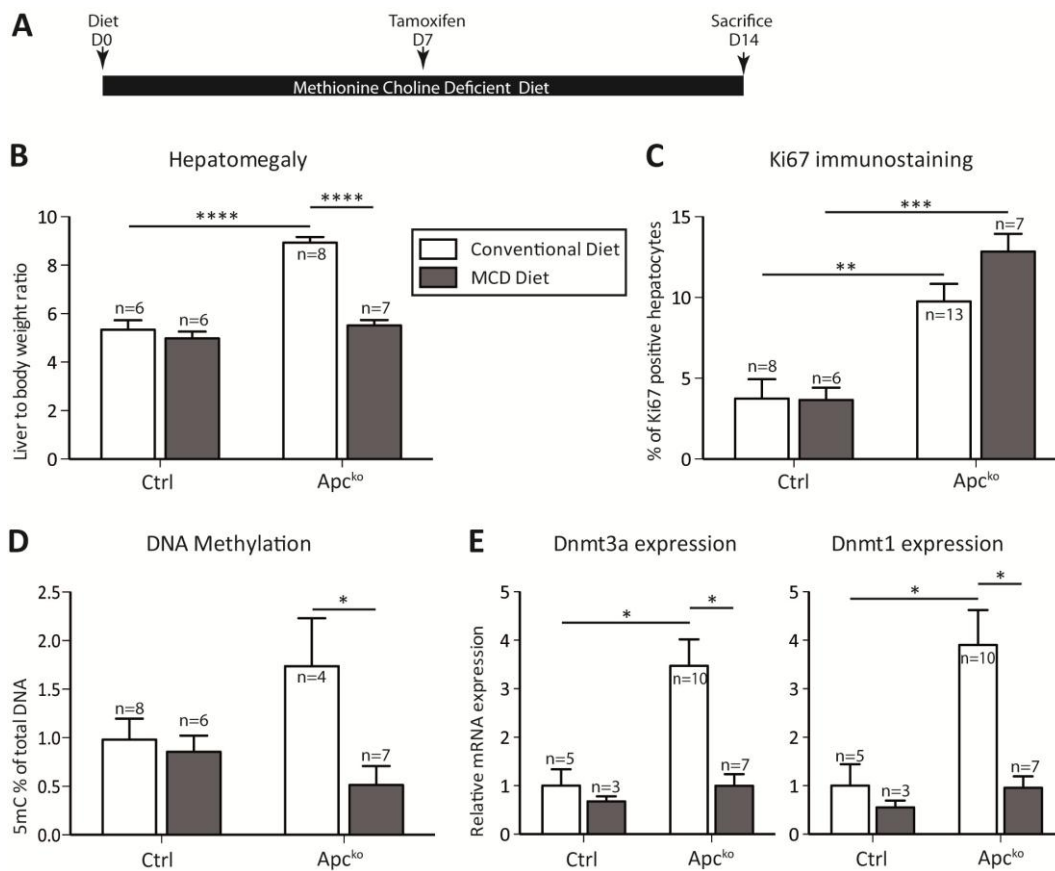 A
Diet
D0
Tamoxifen
D7
Sacrifice
D14
Methionine Choline Deficient Diet
B
Hepatomegaly
Liver to body weight ratio
10
8
6
4
2
0
n=6
n=6
****
n=8
****
n=7
Ctrl
Apcko
Conventional Diet
MCD Diet
C
Ki67 immunostaining
% of Ki67 positive hepatocytes
15
10
5
0
n=8
n=6
**
n=13
***
n=7
Ctrl
Apcko
D
DNA Methylation
5mC % of total DNA
2.5
2.0
1.5
1.0
0.5
0.0
n=8
n=6
n=4
*
n=7
Ctrl
Apcko
E
Dnmt3a expression
Relative mRNA expression
5
4
3
2
1
0
n=5
n=3
*
n=10
*
n=7
Ctrl
Apcko
Dnmt1 expression
5
4
3
2
1
0
n=5
n=3
*
n=10
*
n=7
Ctrl
Apcko